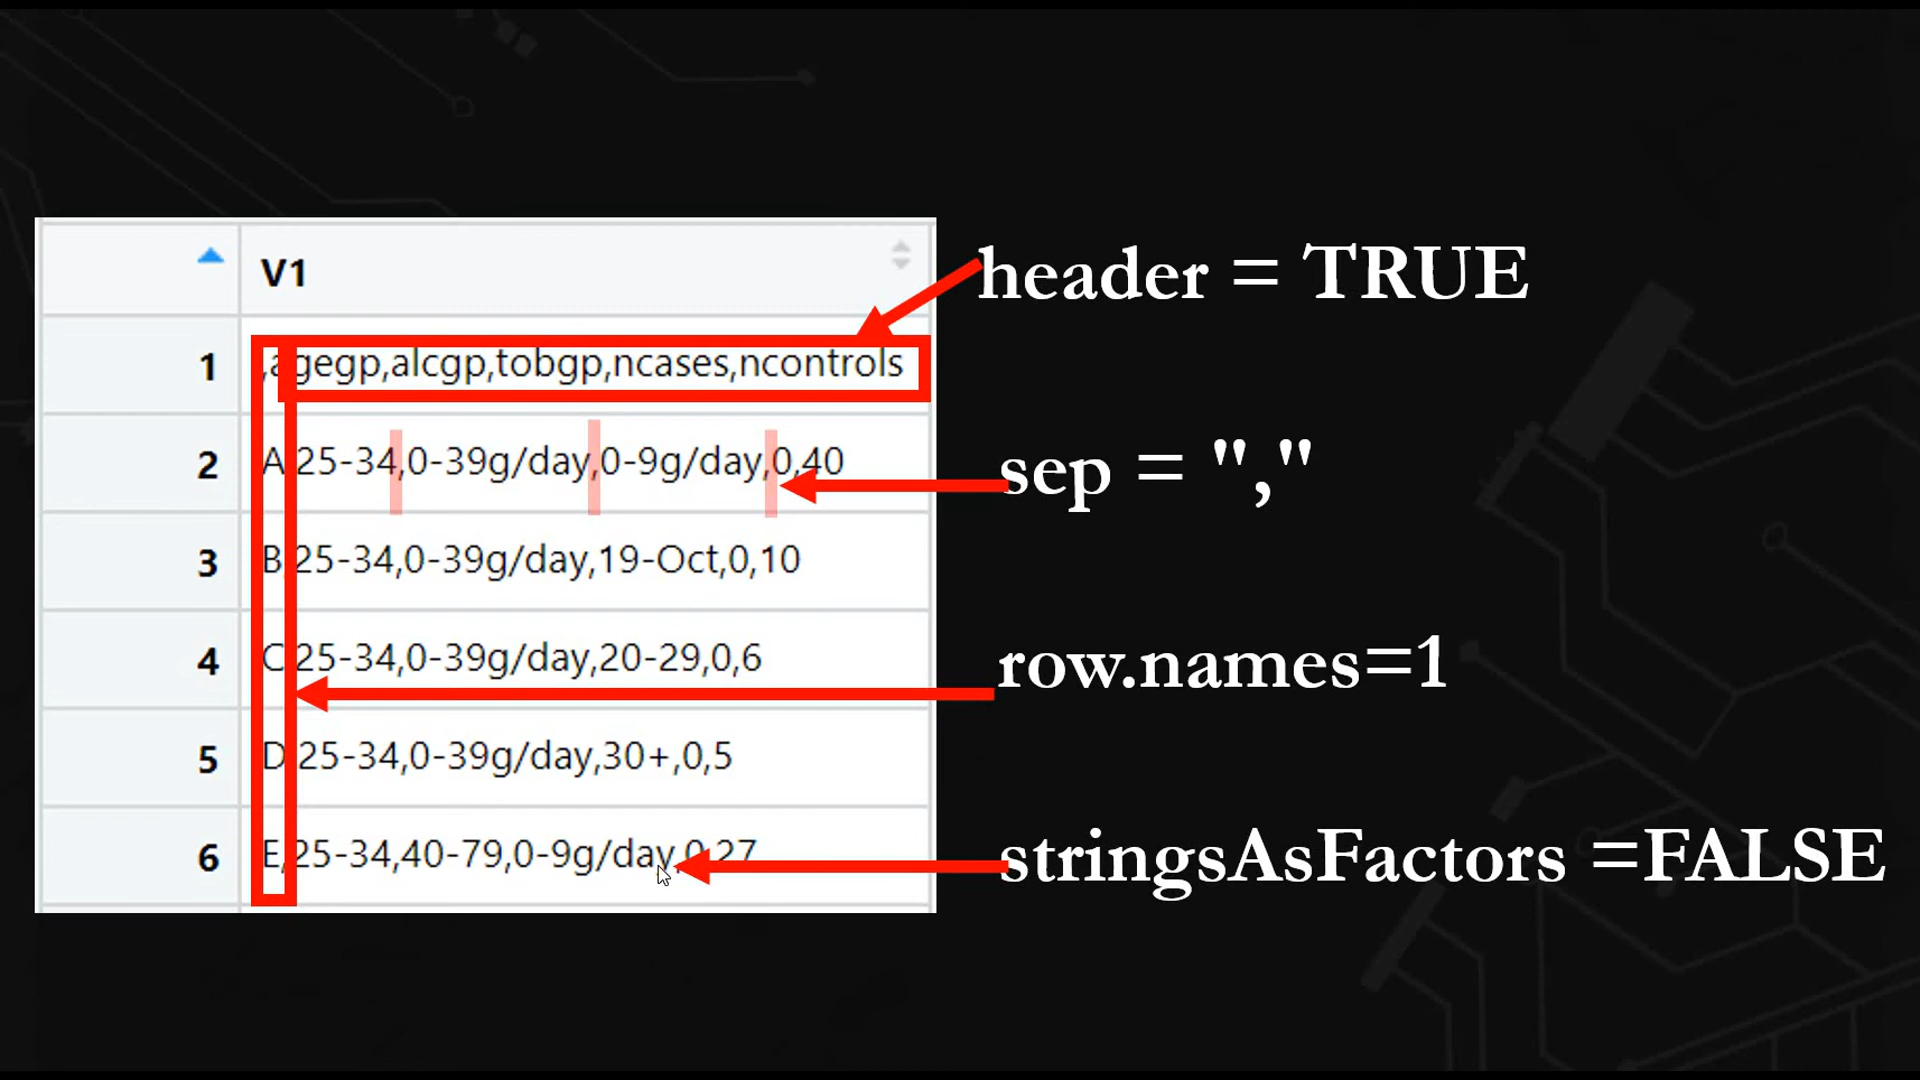 V1
header = TRUE
1 ,agegp,alcgp,tobgp,ncases,ncontrols
2 A,25-34,0-39g/day,0-9g/day,0,40
sep = ","
3 B,25-34,0-39g/day,19-Oct,0,10
4 C,25-34,0-39g/day,20-29,0,6
row.names=1
5 D,25-34,0-39g/day,30+,0,5
6 E,25-34,40-79,0-9g/day,0,27
stringsAsFactors =FALSE